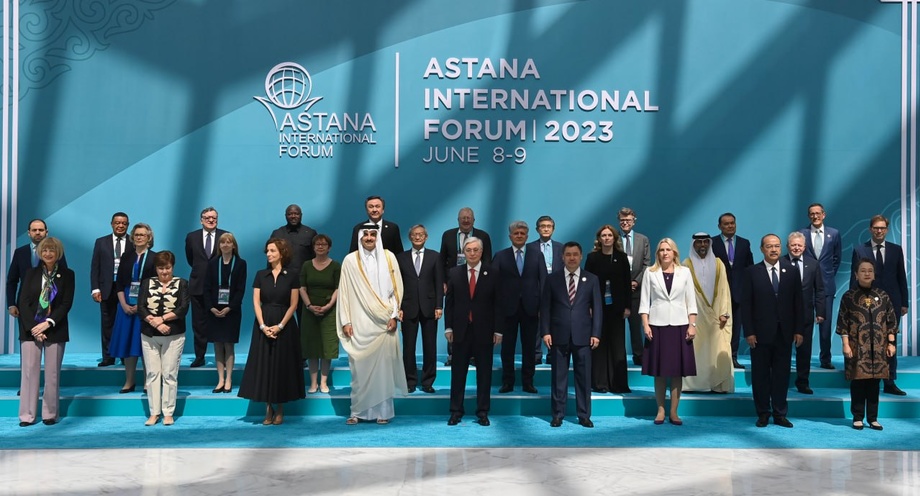 ASTANA
INTERNATIONAL
FORUM
ASTANA
INTERNATIONAL
FORUM | 2023
JUNE 8-9